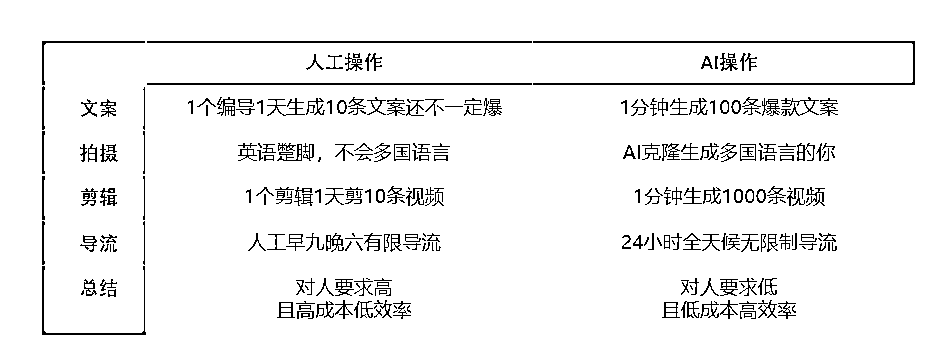 人工操作 AI操作
文案 1个编导1天生成10条文案还不一定爆 1分钟生成100条爆款文案
拍摄 英语蹩脚，不会多国语言 AI克隆生成多国语言的你
剪辑 1个剪辑1天剪10条视频 1分钟生成1000条视频
导流 人工早九晚六有限导流 24小时全天候无限制导流
总结 对人要求高 对人要求低
且高成本低效率 且低成本高效率